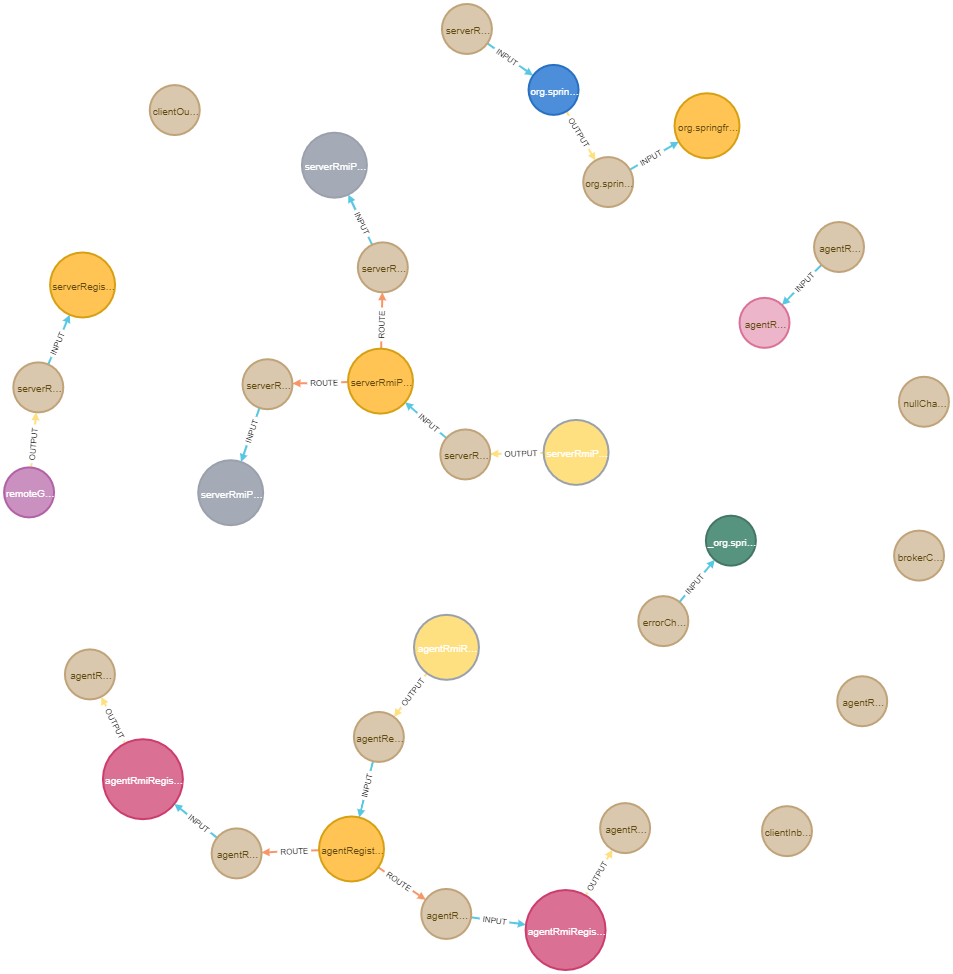 serverR...
INPUT
org.sprin...
OUTPUT
org.sprin...
INPUT
org.springfr...
clientOu...
serverRmiP...
INPUT
serverR...
ROUTE
serverRmiP...
ROUTE
serverR...
INPUT
serverRmiP...
INPUT
serverR...
OUTPUT
serverRmiP...
serverRegis...
INPUT
serverR...
OUTPUT
remoteG...
agentR...
INPUT
agentR...
nullCha...
_org.spri...
INPUT
errorCh...
brokerC...
agentR...
clientInb...
agentRmiR...
OUTPUT
agentRe...
INPUT
agentRegist...
ROUTE
agentR...
INPUT
agentRmiRegis...
OUTPUT
agentR...
ROUTE
agentR...
INPUT
agentRmiRegis...
OUTPUT
agentR...